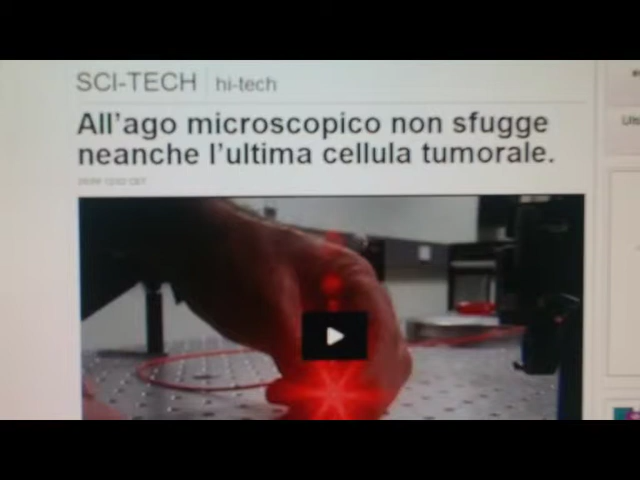 SCI-TECH hi-tech
All'ago microscopico non sfugge
neanche l'ultima cellula tumorale.